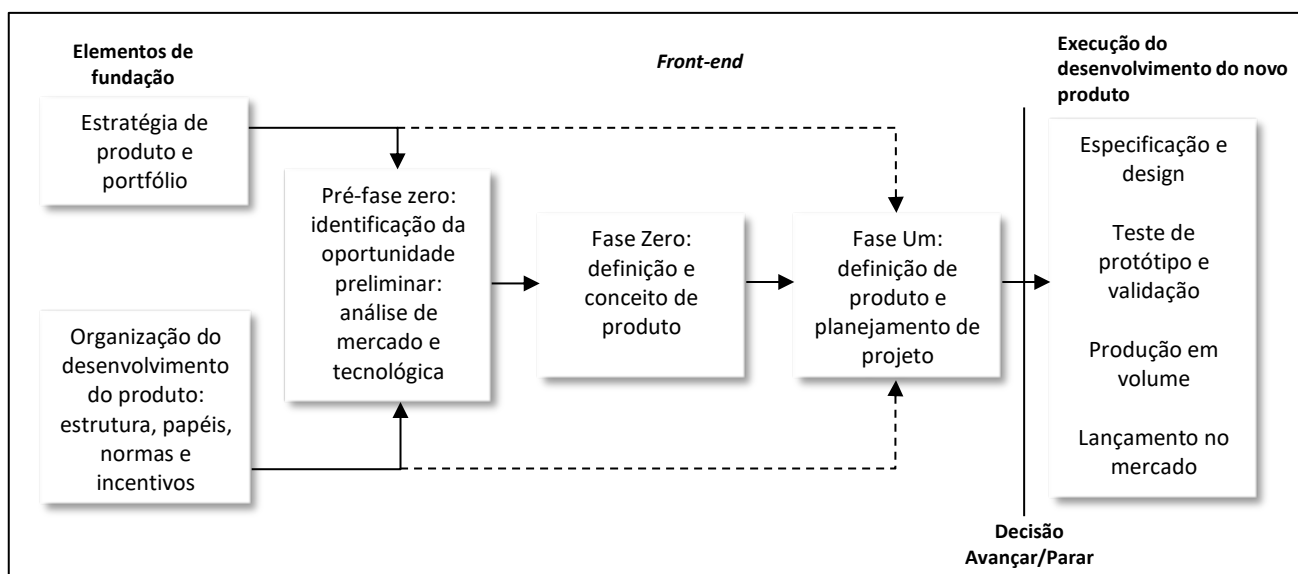 Elementos de
fundação
Estratégia de
produto e
portfólio
Organização do
desenvolvimento
do produto:
estrutura, papéis,
normas e
incentivos
Front-end
Pré-fase zero:
identificação da
oportunidade
preliminar:
análise de
mercado e
tecnológica
Fase Zero:
definição e
conceito de
produto
Fase Um:
definição de
produto e
planejamento de
projeto
Decisão
Avançar/Parar
Execução do
desenvolvimento do novo
produto
Especificação e
design
Teste de
protótipo e
validação
Produção em
volume
Lançamento no
mercado